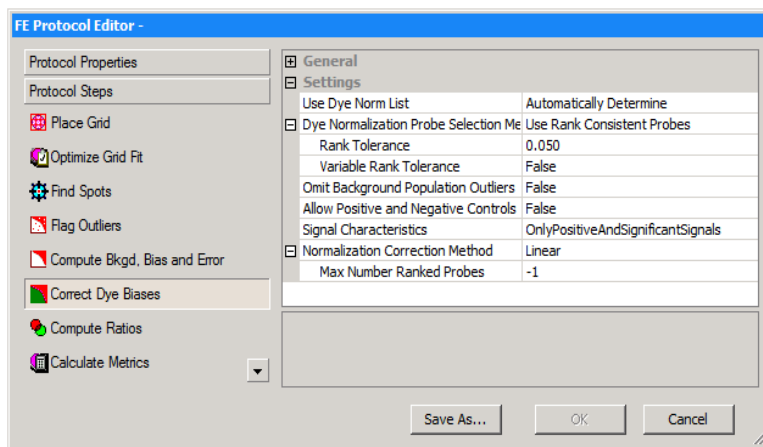 FE Protocol Editor -
Protocol Properties
Protocol Steps
Place Grid
Optimize Grid Fit
Find Spots
Flag Outliers
Compute Bkgd, Bias and Error
Correct Dye Biases
Compute Ratios
Calculate Metrics
General
Settings
Use Dye Norm List Automatically Determine
Dye Normalization Probe Selection Me Use Rank Consistent Probes
Rank Tolerance 0.050
Variable Rank Tolerance False
Omit Background Population Outliers False
Allow Positive and Negative Controls False
Signal Characteristics OnlyPositiveAndSignificantSignals
Normalization Correction Method Linear
Max Number Ranked Probes -1
Save As... OK Cancel